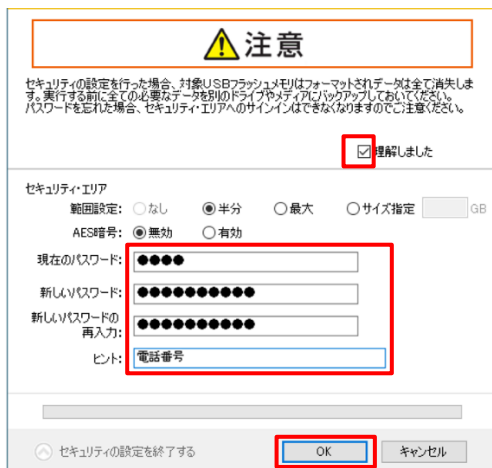 注意
セキュリティの設定を行った場合、対象USBフラッシュメモリはフォーマットされデータは全て消失しま
す。実行する前に全ての必要なデータを別のドライブやメディアにバックアップしておいてください。
パスワードを忘れた場合、セキュリティ・エリアへのサインインはできなくなりますのでご注意ください。
理解しました
セキュリティ・エリア
範囲設定: なし 半分 最大 サイズ指定 GB
AES暗号: 無効 有効
現在のパスワード: ●●●●
新しいパスワード: ●●●●●●●●●●
新しいパスワードの
再入力: ●●●●●●●●●●
ヒント: 電話番号
セキュリティの設定を終了する OK キャンセル